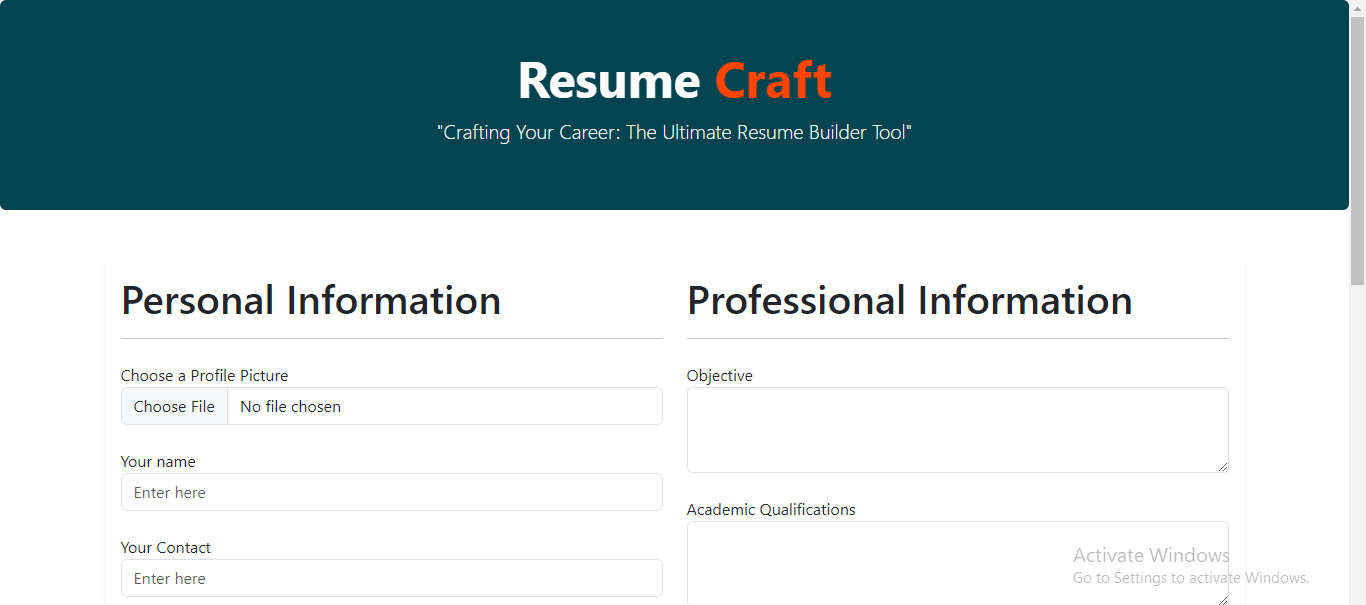 Resume Craft
"Crafting Your Career: The Ultimate Resume Builder Tool"
Personal Information
Choose a Profile Picture
Choose File No file chosen
Your name
Enter here
Your Contact
Enter here
Professional Information
Objective
Academic Qualifications
Activate Windows
Go to Settings to activate Windows.